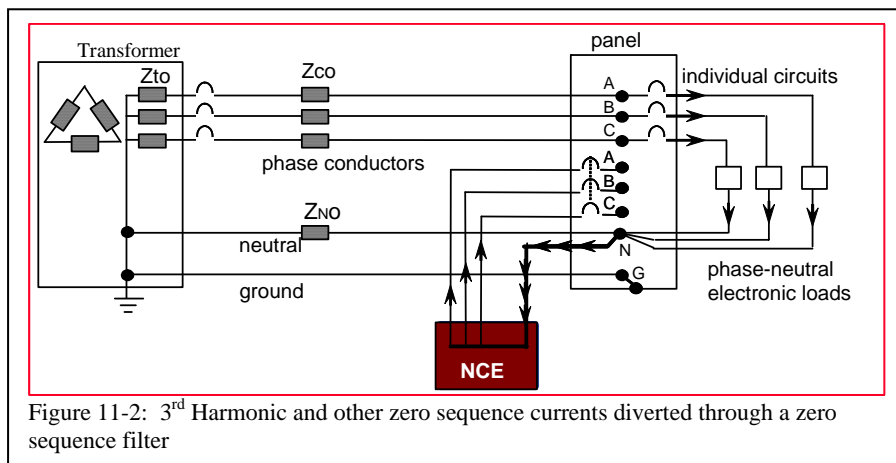 panel
Transformer
Zto
Zco
individual circuits
A
B
C
phase conductors
A
B
C
ZNO
neutral
N
G
ground
phase-neutral
electronic loads
NCE
Figure 11-2: 3rd Harmonic and other zero sequence currents diverted through a zero
sequence filter